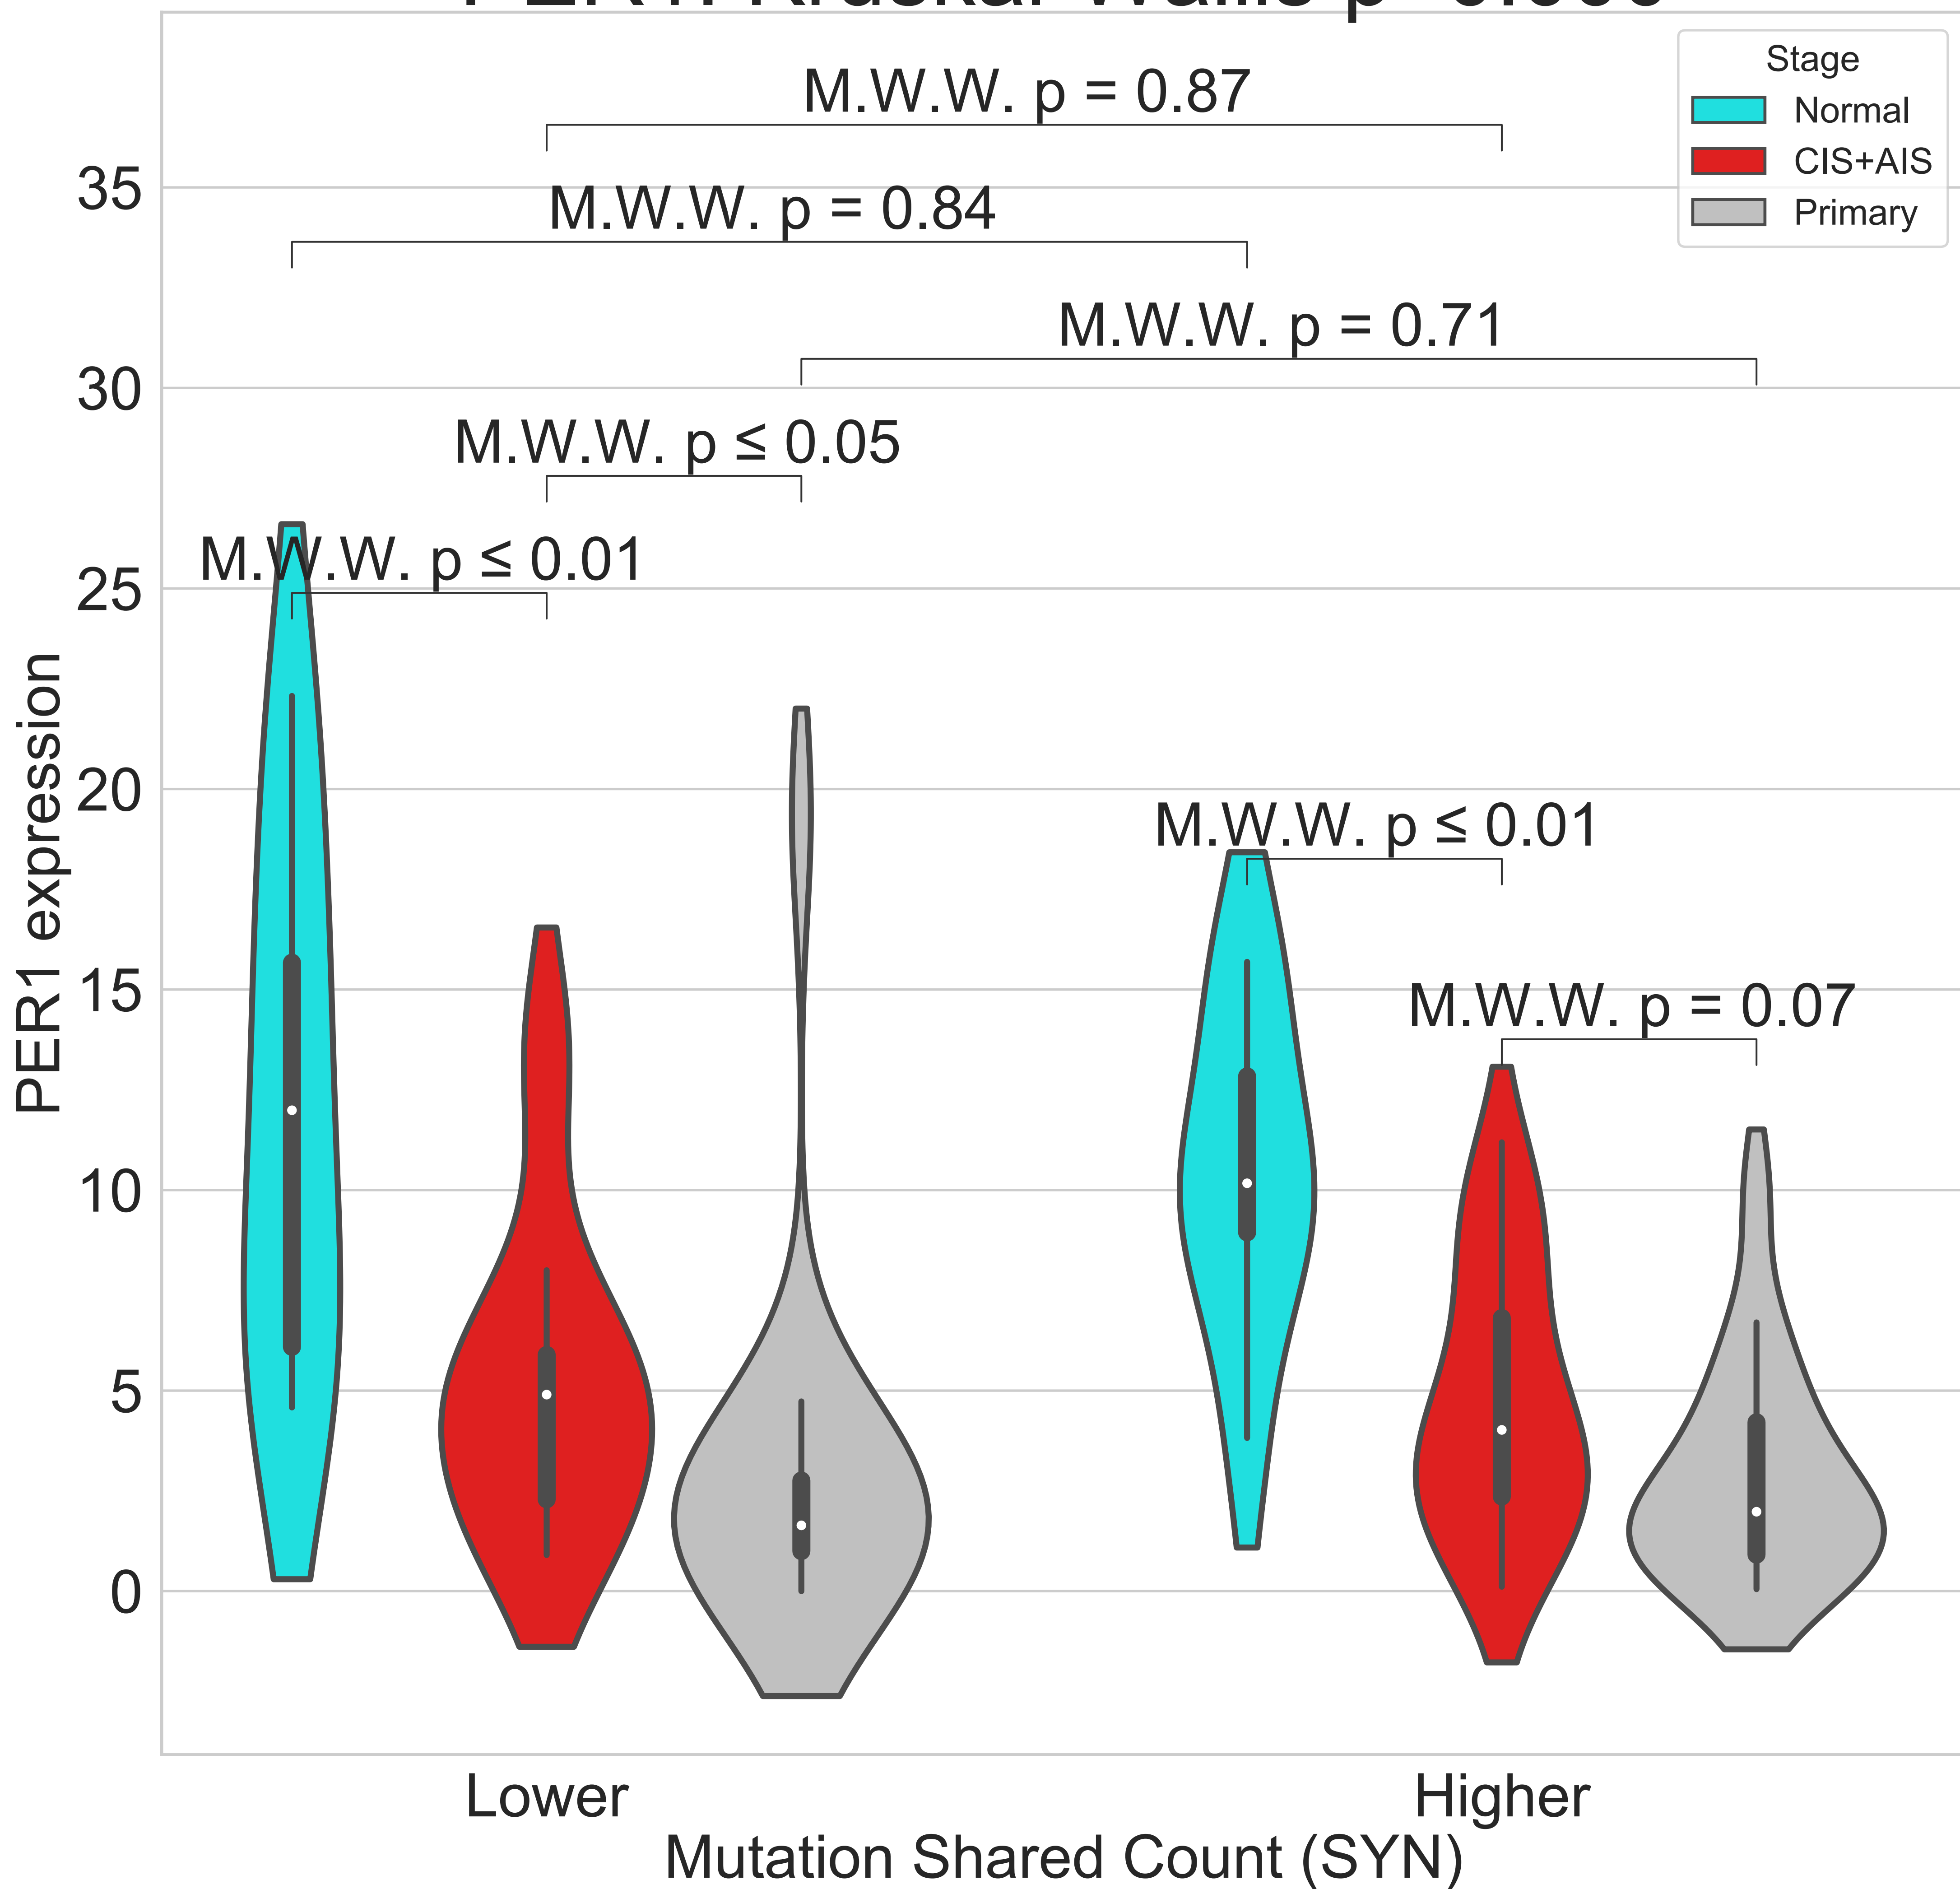 Stage
Normal
CIS+AIS
Primary
M.W.W. p = 0.87
M.W.W. p = 0.84
M.W.W. p = 0.71
M.W.W. p ≤ 0.05
M.W.W. p ≤ 0.01
M.W.W. p ≤ 0.01
M.W.W. p = 0.07
35
30
25
20
15
10
5
0
PER1 expression
Lower
Higher
Mutation Shared Count (SYN)